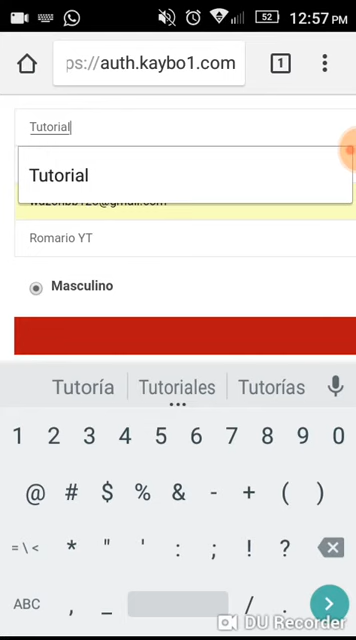 52 12:57 PM
ps://auth.kaybo1.com 1
Tutorial
Tutorial
Romario YT
Masculino
Tutoría Tutoriales Tutorías
1 2 3 4 5 6 7 8 9 0
@ # $ % & - + ( )
= \ < * " ' : ; ! ?
ABC , _ / .
DU Recorder